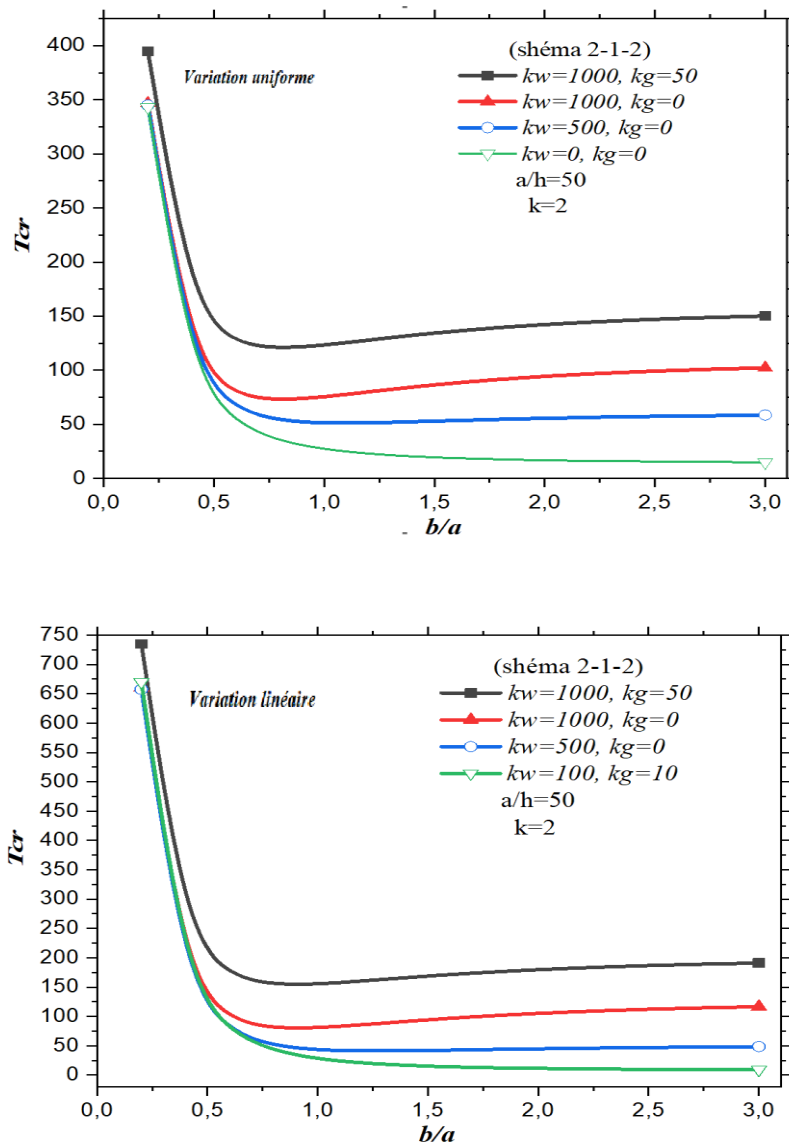 400
350
300
250
200
150
100
50
0
Tcr
Variation uniforme
(shéma 2-1-2)
kw=1000, kg=50
kw=1000, kg=0
kw=500, kg=0
kw=0, kg=0
a/h=50
k=2
0,0 0,5 1,0 1,5 2,0 2,5 3,0
b/a
750
700
650
600
550
500
450
400
350
300
250
200
150
100
50
0
Tcr
Variation linéaire
(shéma 2-1-2)
kw=1000, kg=50
kw=1000, kg=0
kw=500, kg=0
kw=100, kg=10
a/h=50
k=2
0,0 0,5 1,0 1,5 2,0 2,5 3,0
b/a